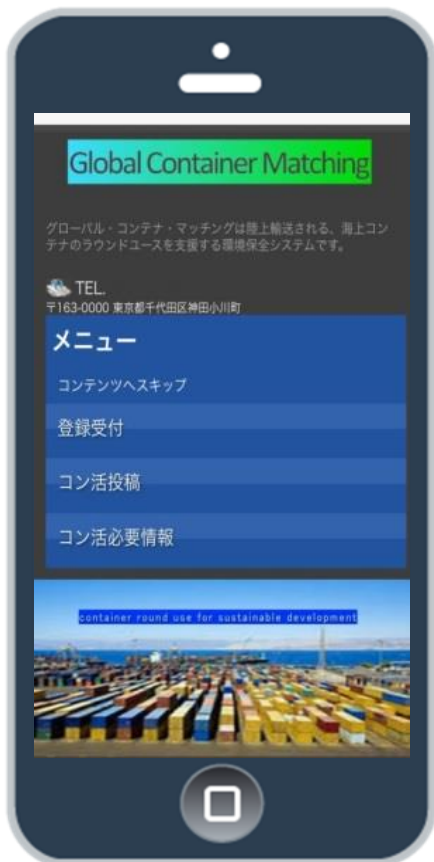 Global Container Matching
グローバル・コンテナ・マッチングは陸上輸送される、海上コン
テナのラウンドユースを支援する環境保全システムです。
TEL.
〒163-0000 東京都千代田区神田小川町
メニュー
コンテンツへスキップ
登録受付
コン活投稿
コン活必要情報
container round use for sustainable development